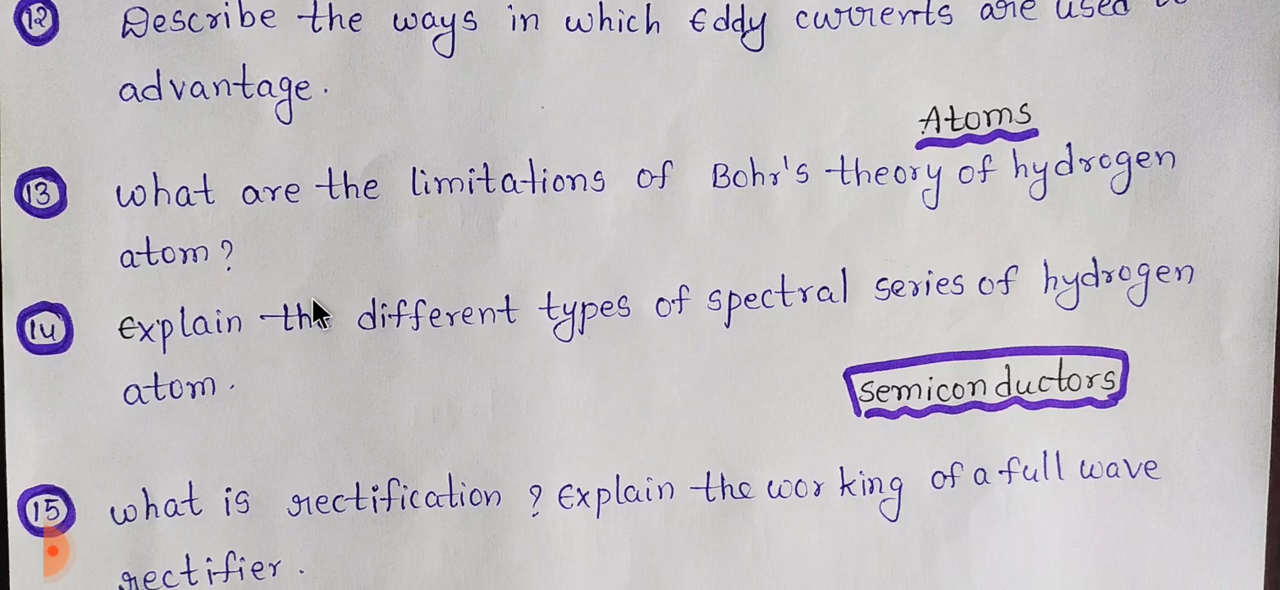 12 Describe the ways in which Eddy currents are used to
advantage.
Atoms
13 what are the limitations of Bohr's theory of hydrogen
atom?
14 Explain the different types of spectral series of hydrogen
atom.
semiconductors
15 what is rectification? Explain the working of a full wave
rectifier.